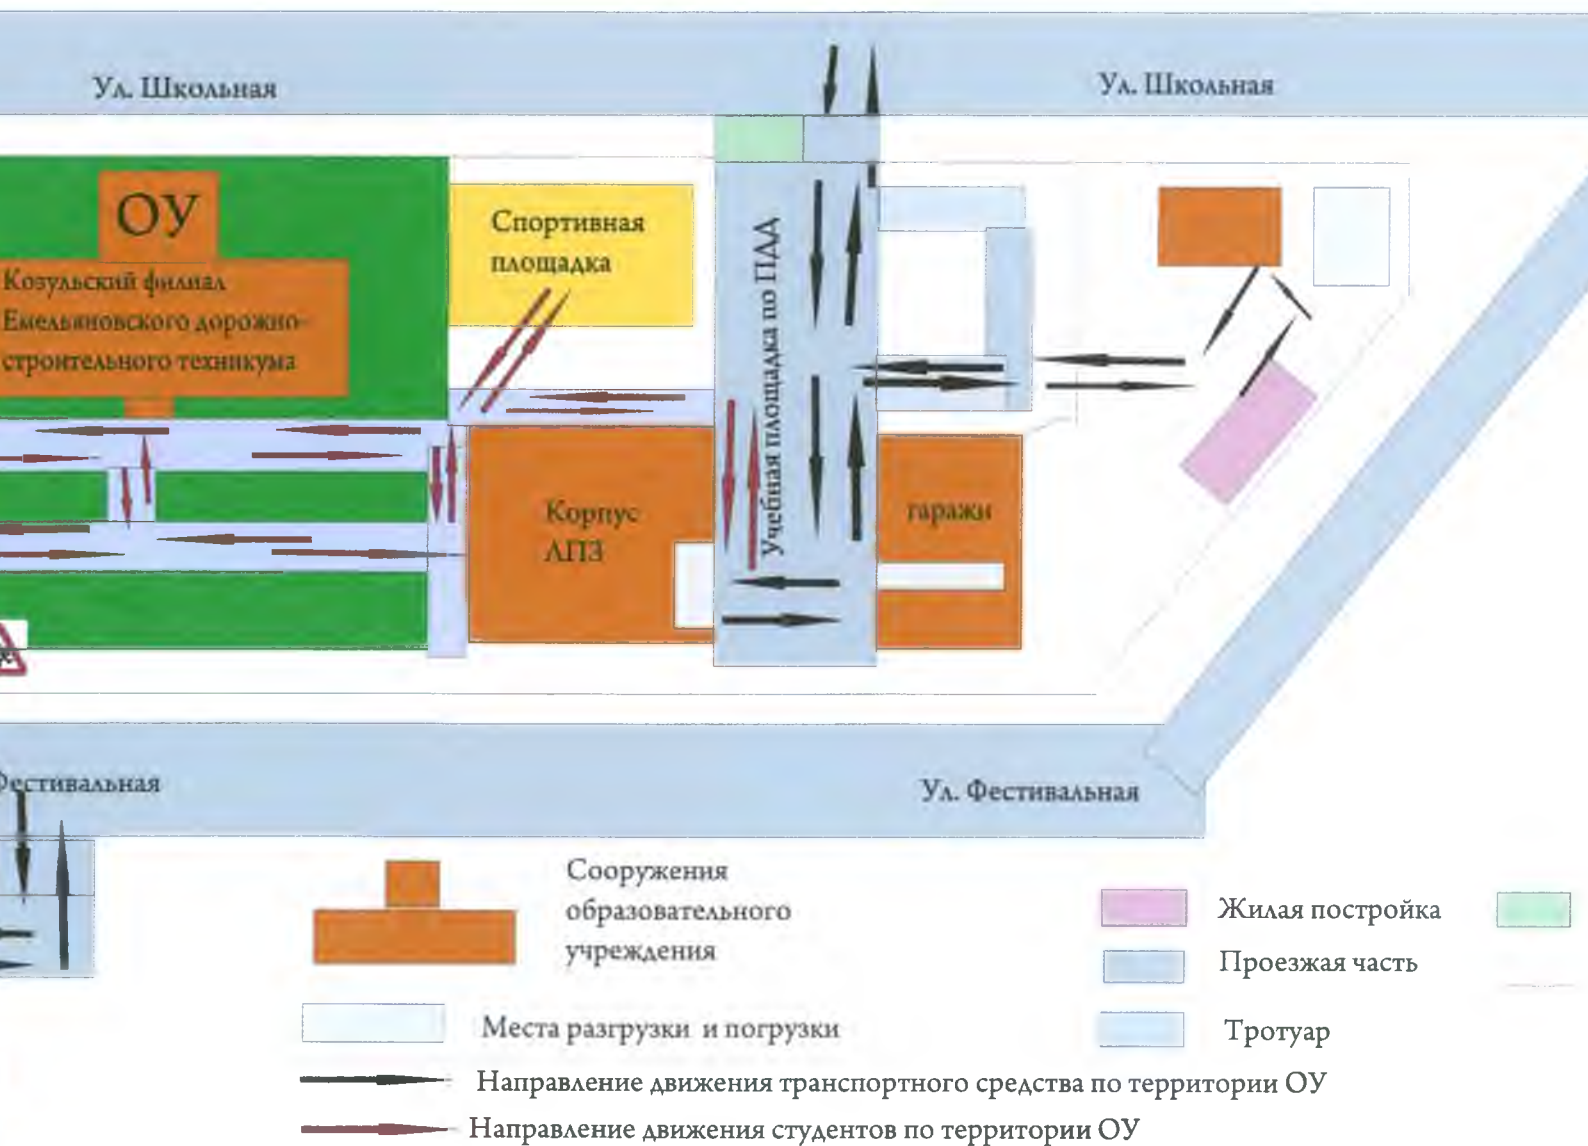 Ул. Школьная
Ул. Школьная
ОУ
Козульский филиал
Емельяновского дорожно-
строительного техникума
Спортивная
площадка
Учебная площадка по ПДД
Корпус
ЛПЗ
гаражи
Фестивальная
Ул. Фестивальная
Сооружения
образовательного
учреждения
Жилая постройка
Проезжая часть
Места разгрузки и погрузки
Тротуар
Направление движения транспортного средства по территории ОУ
Направление движения студентов по территории ОУ